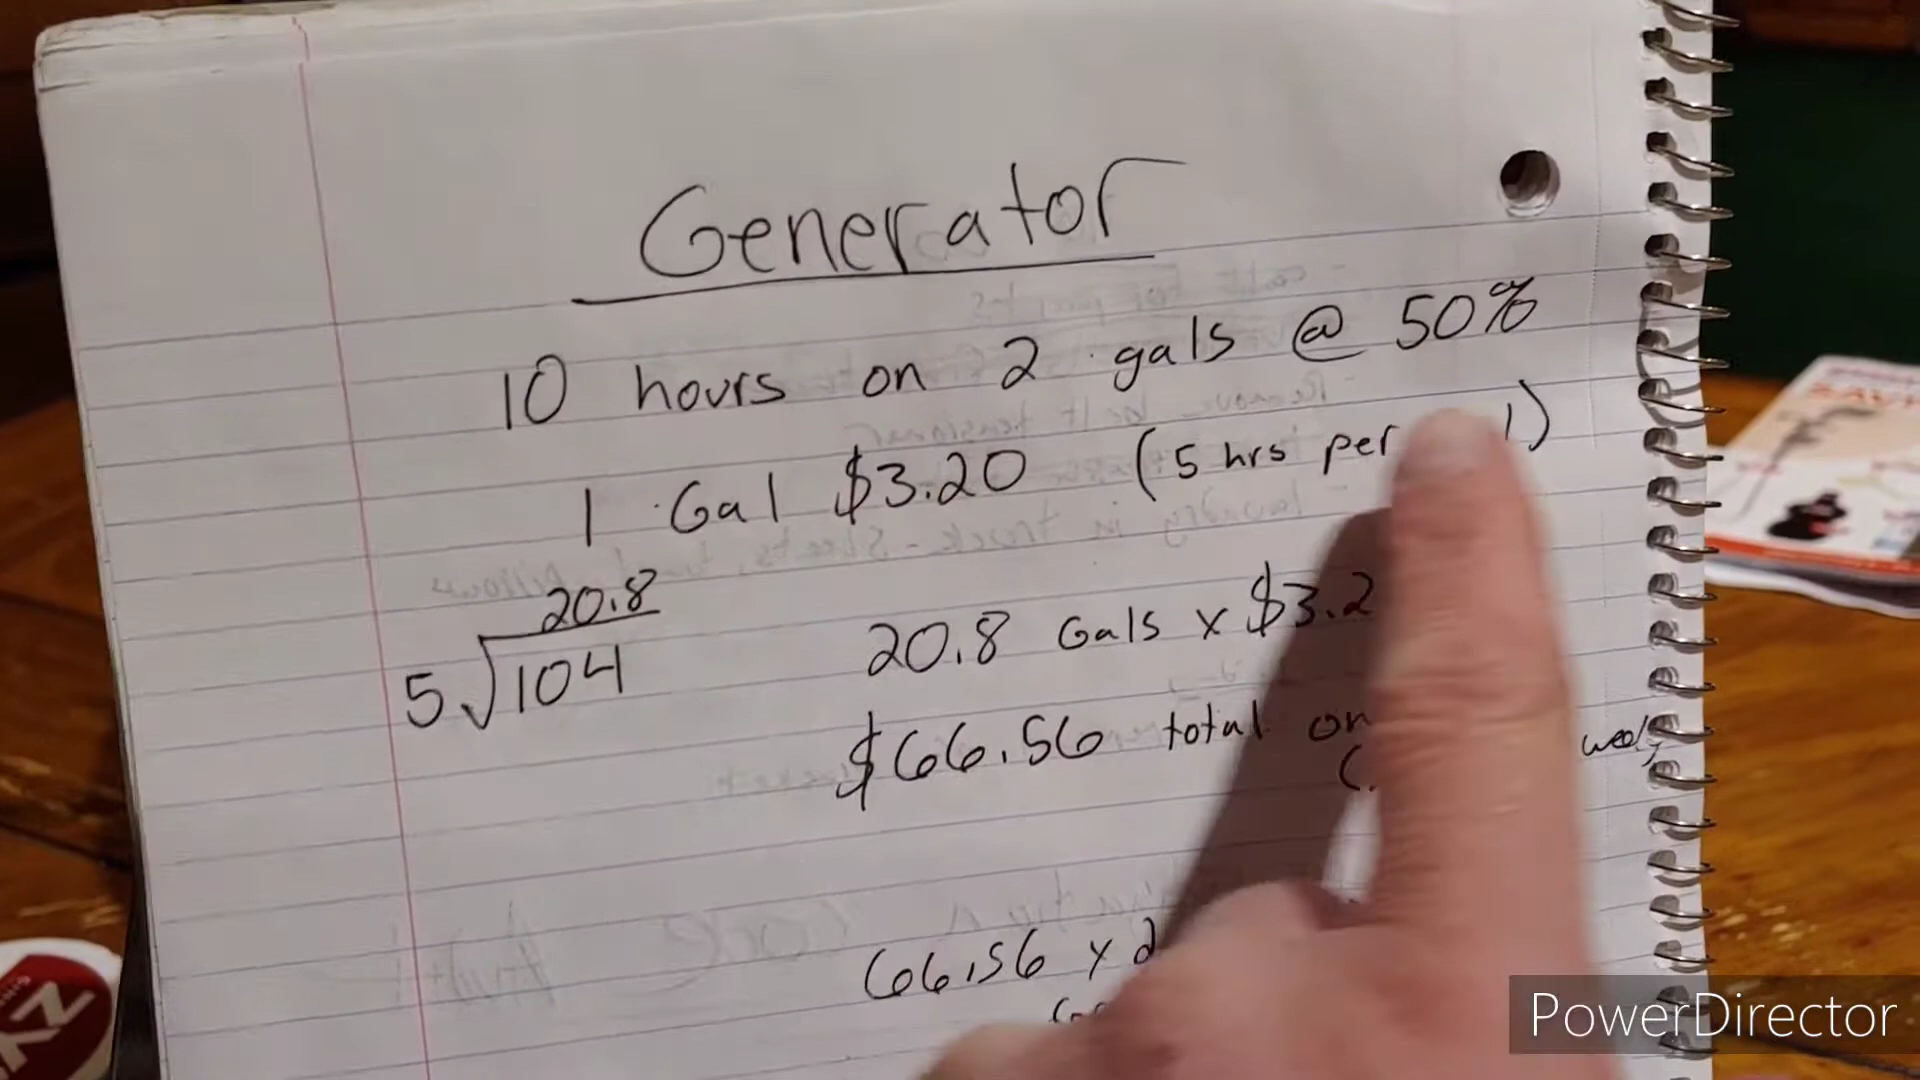 Generator
10 hours on 2 gals @ 50%
1 Gal $3.20 (5 hrs per
20.8
5 √104
20.8 Gals x $3.2
$66.56 total on
66.56 x 2
PowerDirector